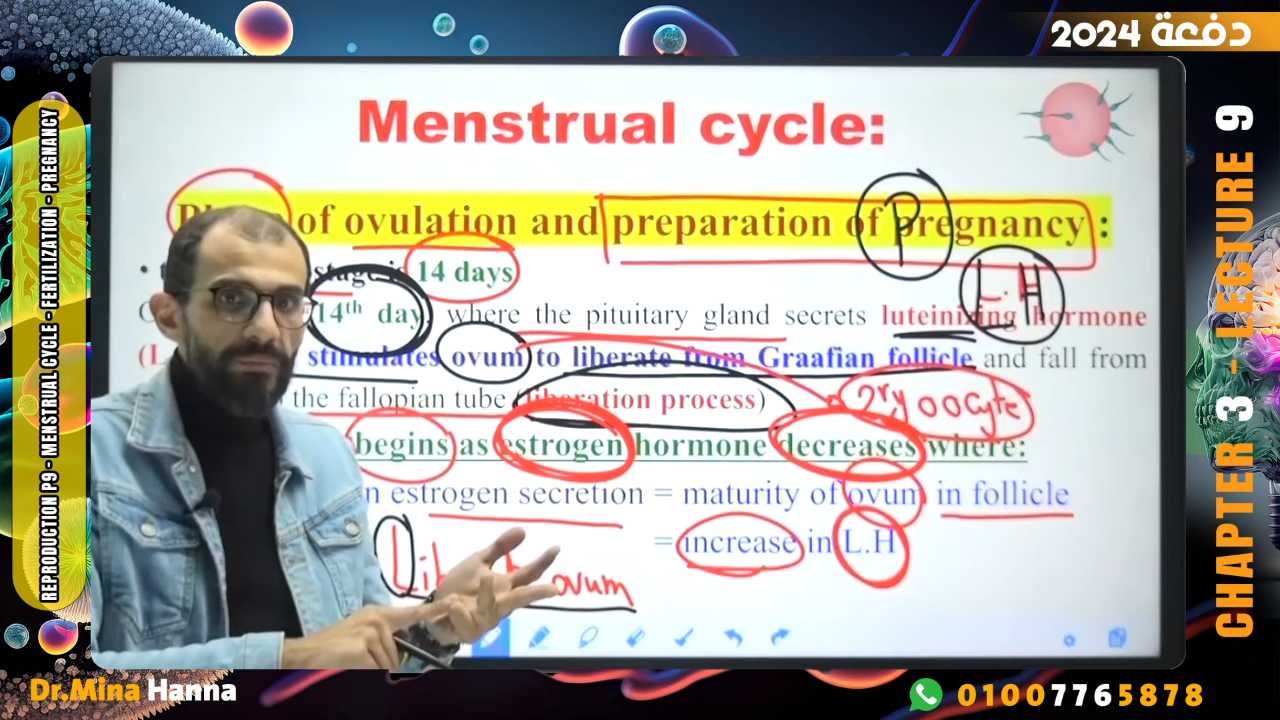 دفعة 2024
REPRODUCTION P9 - MENSTRUAL CYCLE - FERTILIZATION - PREGNANCY
CHAPTER 3 - LECTURE 9
Menstrual cycle:
of ovulation and preparation of pregnancy :
P
• stage is 14 days
L.H
14th day, where the pituitary gland secrets luteinizing hormone
(L stimulates ovum to liberate from Graafian follicle and fall from
the fallopian tube (liberation process)
2ry oocyte
begins as estrogen hormone decreases where:
n estrogen secretion = maturity of ovum in follicle
= increase in L.H
ovum
Dr.Mina Hanna
01007765878